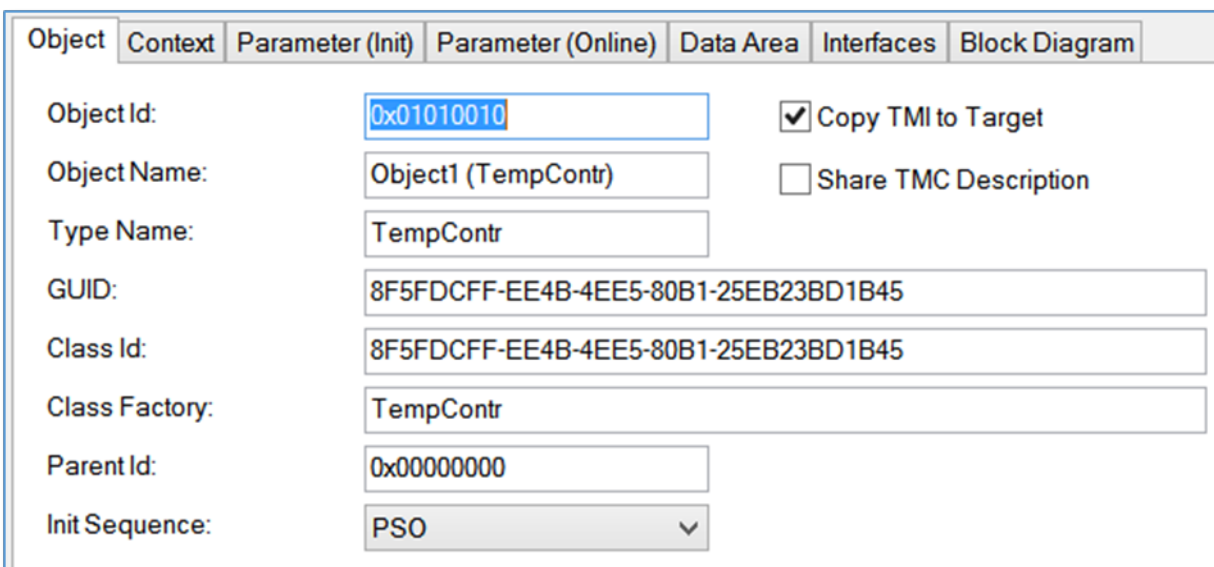 Object Context Parameter (Init) Parameter (Online) Data Area Interfaces Block Diagram
Object Id: 0x01010010 Copy TMI to Target
Object Name: Object1 (TempContr) Share TMC Description
Type Name: TempContr
GUID: 8F5FDCFF-EE4B-4EE5-80B1-25EB23BD1B45
Class Id: 8F5FDCFF-EE4B-4EE5-80B1-25EB23BD1B45
Class Factory: TempContr
Parent Id: 0x00000000
Init Sequence: PSO